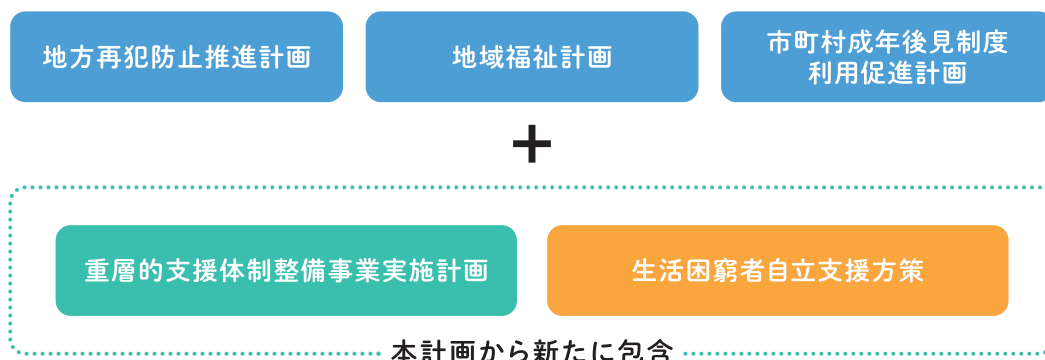 地方再犯防止推進計画
地域福祉計画
市町村成年後見制度
利用促進計画
+
重層的支援体制整備事業実施計画
生活困窮者自立支援方策
本計画から新たに包含